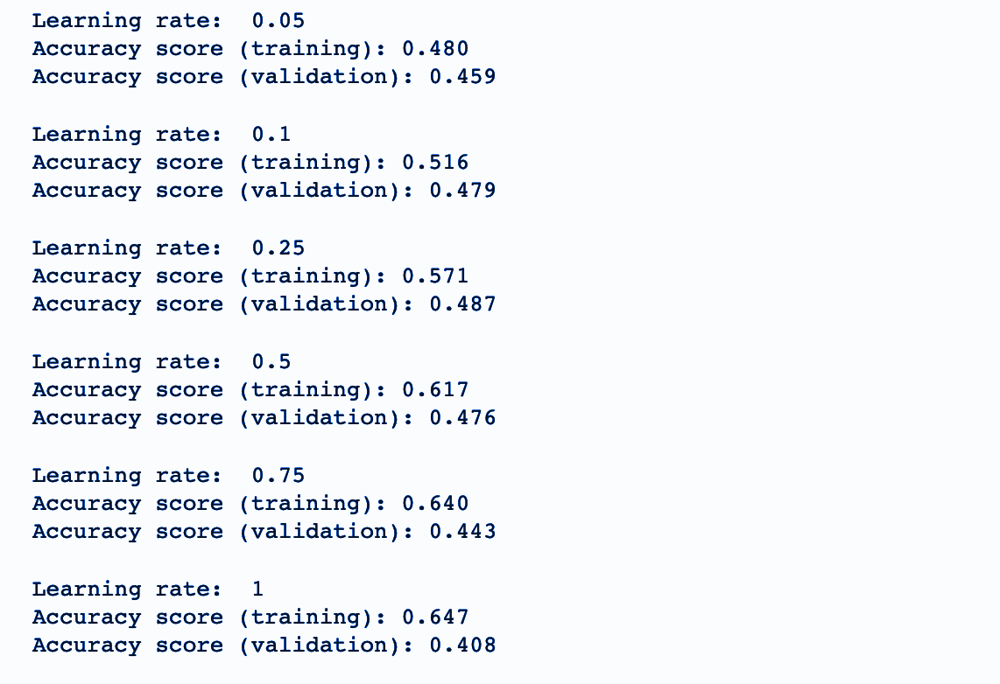 Learning rate:  0.05
Accuracy score (training): 0.480
Accuracy score (validation): 0.459

Learning rate:  0.1
Accuracy score (training): 0.516
Accuracy score (validation): 0.479

Learning rate:  0.25
Accuracy score (training): 0.571
Accuracy score (validation): 0.487

Learning rate:  0.5
Accuracy score (training): 0.617
Accuracy score (validation): 0.476

Learning rate:  0.75
Accuracy score (training): 0.640
Accuracy score (validation): 0.443

Learning rate:  1
Accuracy score (training): 0.647
Accuracy score (validation): 0.408